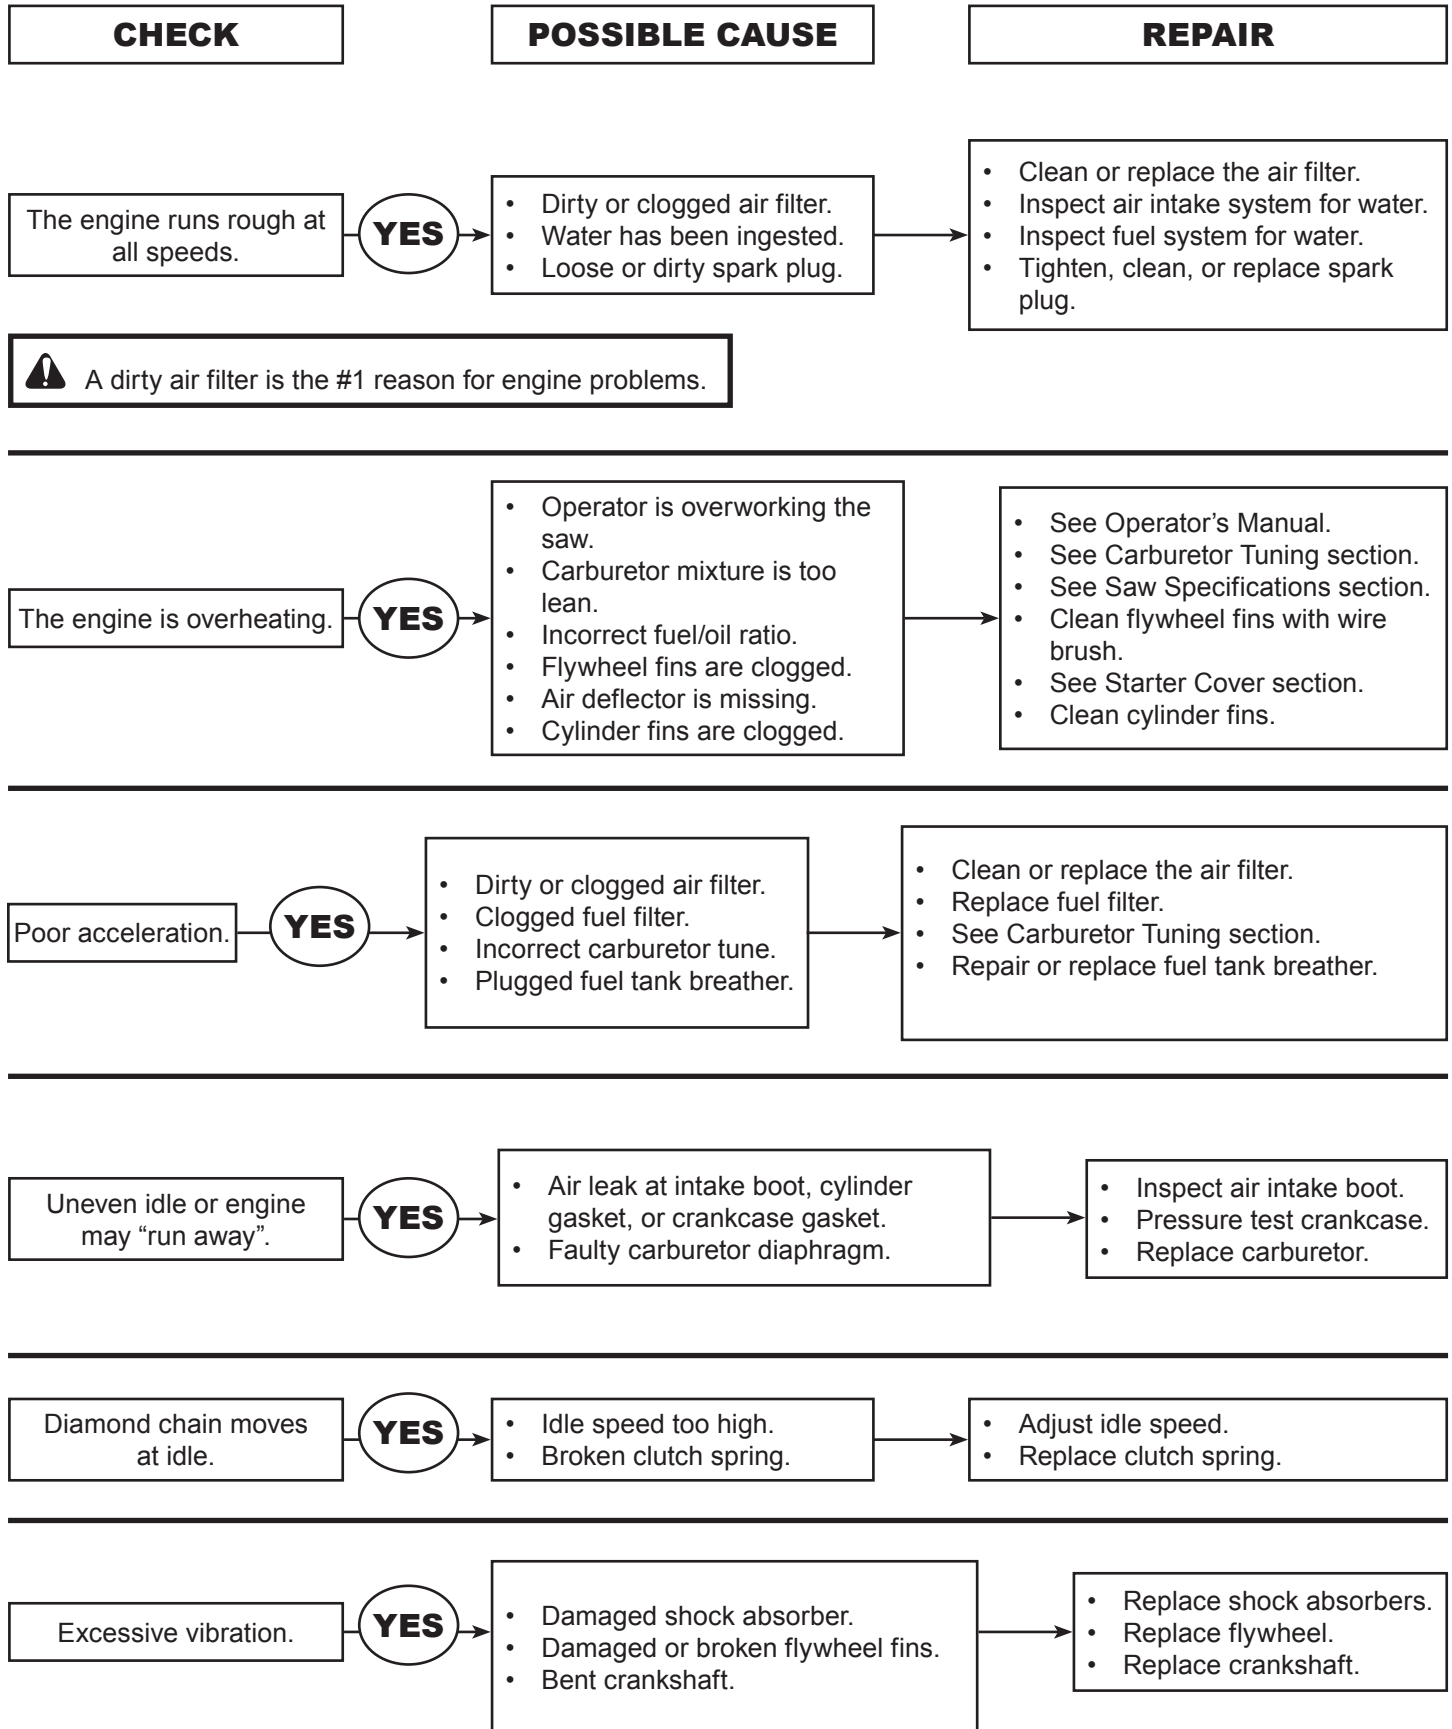 CHECK
POSSIBLE CAUSE
REPAIR
The engine runs rough at
all speeds.
YES
• Dirty or clogged air filter.
• Water has been ingested.
• Loose or dirty spark plug.
• Clean or replace the air filter.
• Inspect air intake system for water.
• Inspect fuel system for water.
• Tighten, clean, or replace spark
plug.
A dirty air filter is the #1 reason for engine problems.
The engine is overheating.
YES
• Operator is overworking the
saw.
• Carburetor mixture is too
lean.
• Incorrect fuel/oil ratio.
• Flywheel fins are clogged.
• Air deflector is missing.
• Cylinder fins are clogged.
• See Operator’s Manual.
• See Carburetor Tuning section.
• See Saw Specifications section.
• Clean flywheel fins with wire
brush.
• See Starter Cover section.
• Clean cylinder fins.
Poor acceleration.
YES
• Dirty or clogged air filter.
• Clogged fuel filter.
• Incorrect carburetor tune.
• Plugged fuel tank breather.
• Clean or replace the air filter.
• Replace fuel filter.
• See Carburetor Tuning section.
• Repair or replace fuel tank breather.
Uneven idle or engine
may “run away”.
YES
• Air leak at intake boot, cylinder
gasket, or crankcase gasket.
• Faulty carburetor diaphragm.
• Inspect air intake boot.
• Pressure test crankcase.
• Replace carburetor.
Diamond chain moves
at idle.
YES
• Idle speed too high.
• Broken clutch spring.
• Adjust idle speed.
• Replace clutch spring.
Excessive vibration.
YES
• Damaged shock absorber.
• Damaged or broken flywheel fins.
• Bent crankshaft.
• Replace shock absorbers.
• Replace flywheel.
• Replace crankshaft.